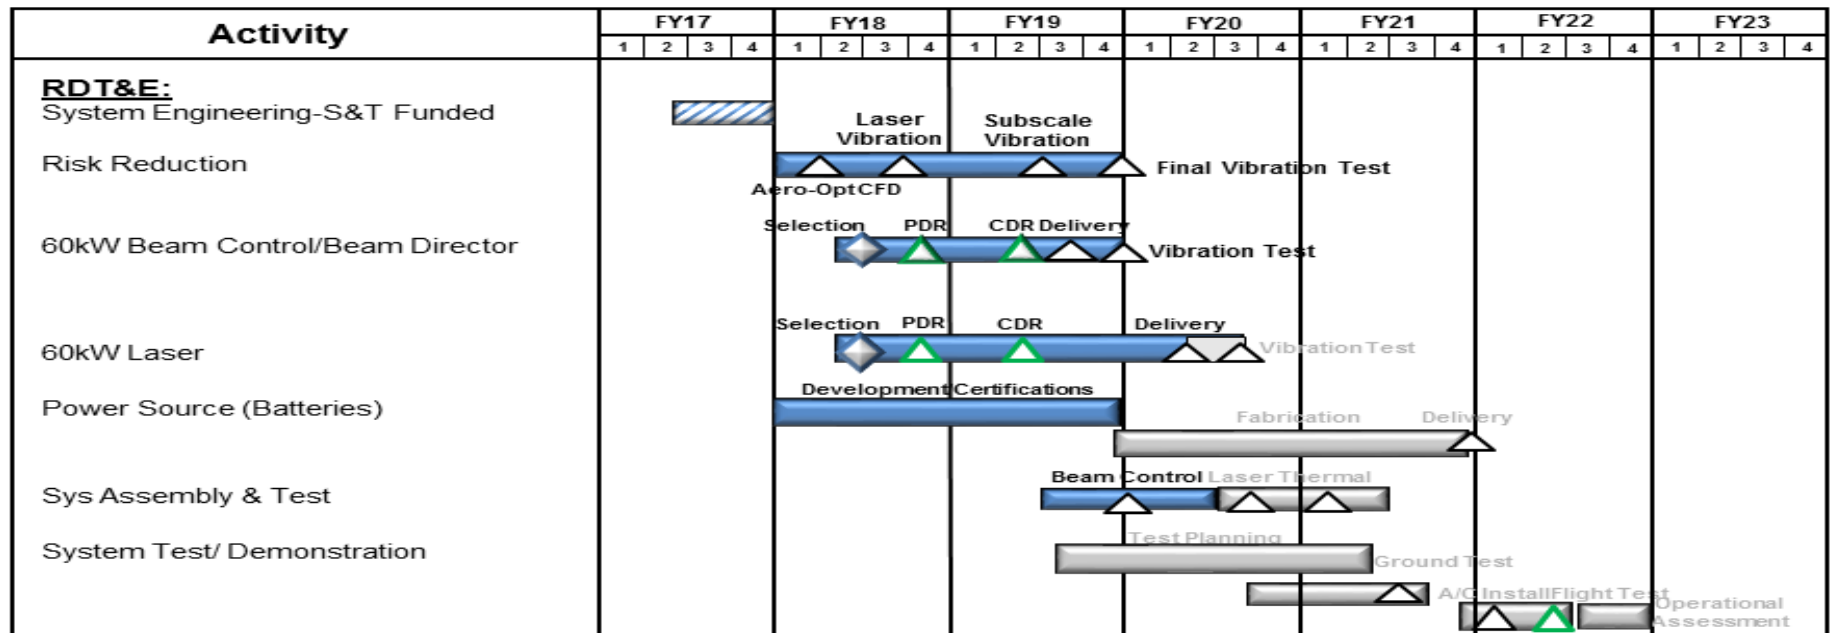 Activity
FY17 FY18 FY19 FY20 FY21 FY22 FY23
1 2 3 4 1 2 3 4 1 2 3 4 1 2 3 4 1 2 3 4 1 2 3 4 1 2 3 4
RDT&E:
System Engineering-S&T Funded
Laser
Vibration
Subscale
Vibration
Risk Reduction
Final Vibration Test
Aero-Opt CFD
Selection PDR CDR Delivery
60kW Beam Control/Beam Director
Vibration Test
Selection PDR CDR Delivery
60kW Laser
Vibration Test
Development Certifications
Power Source (Batteries)
Fabrication Delivery
Beam Control Laser Thermal
Sys Assembly & Test
Test Planning
System Test/ Demonstration
Ground Test
A/C Install Flight Test
Operational
Assessment